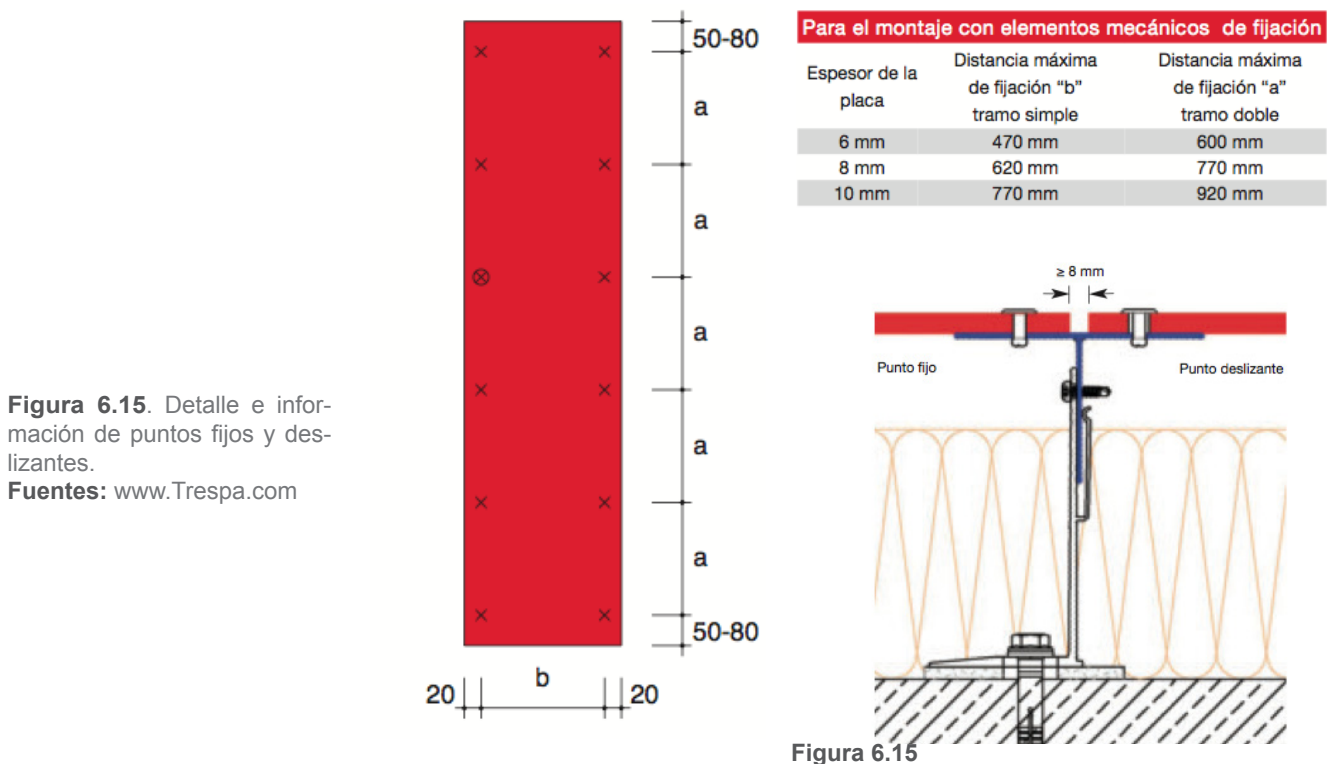 Figura 6.15. Detalle e infor-
mación de puntos fijos y des-
lizantes.
Fuentes: www.Trespa.com
50-80
a
a
a
a
a
50-80
20
b
20
Para el montaje con elementos mecánicos de fijación
Espesor de la
placa
Distancia máxima
de fijación “b”
tramo simple
Distancia máxima
de fijación “a”
tramo doble
6 mm 470 mm 600 mm
8 mm 620 mm 770 mm
10 mm 770 mm 920 mm
≥ 8 mm
Punto fijo
Punto deslizante
Figura 6.15